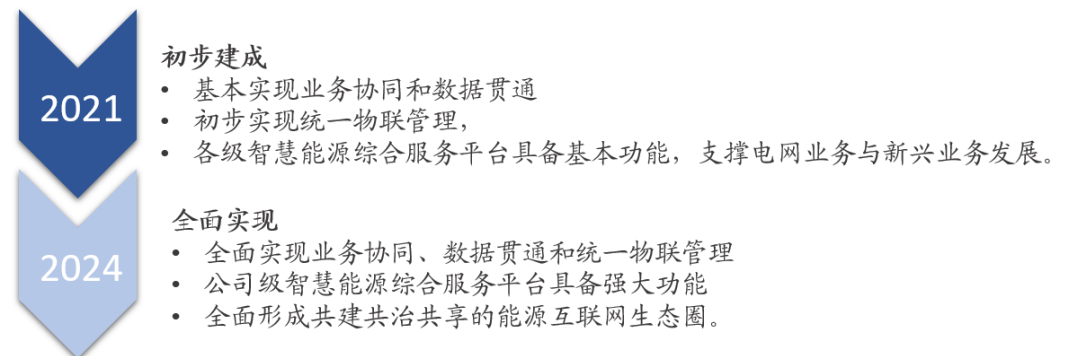 2021
初步建成
• 基本实现业务协同和数据贯通
• 初步实现统一物联管理，
• 各级智慧能源综合服务平台具备基本功能，支撑电网业务与新兴业务发展。
2024
全面实现
• 全面实现业务协同、数据贯通和统一物联管理
• 公司级智慧能源综合服务平台具备强大功能
• 全面形成共建共治共享的能源互联网生态圈。